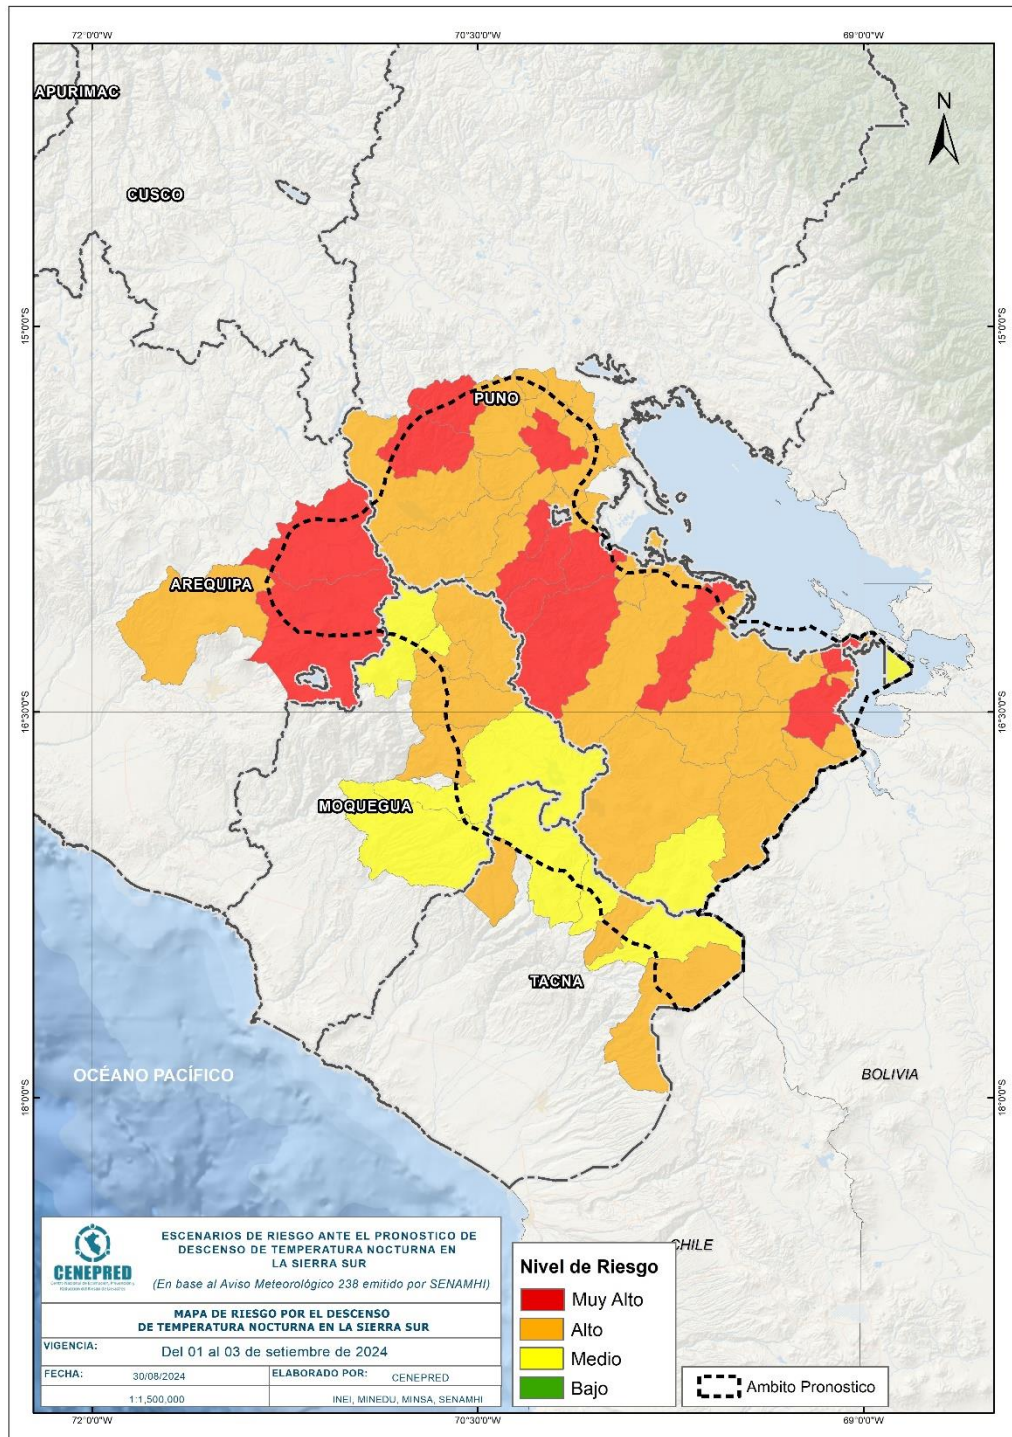 72°0'0"W
70°30'0"W
69°0'0"W
APURIMAC
N
CUSCO
15°0'0"S
15°0'0"S
PUNO
AREQUIPA
16°30'0"S
16°30'0"S
MOQUEGUA
TACNA
OCÉANO PACÍFICO
BOLIVIA
18°0'0"S
18°0'0"S
CHILE
CENEPRED
ESCENARIOS DE RIESGO ANTE EL PRONOSTICO DE
DESCENSO DE TEMPERATURA NOCTURNA EN
LA SIERRA SUR
(En base al Aviso Meteorológico 238 emitido por SENAMHI)
MAPA DE RIESGO POR EL DESCENSO
DE TEMPERATURA NOCTURNA EN LA SIERRA SUR
VIGENCIA:
Del 01 al 03 de setiembre de 2024
FECHA:
30/08/2024
ELABORADO POR:
CENEPRED
1:1,500,000
INEI, MINEDU, MINSA, SENAMHI
Nivel de Riesgo
Muy Alto
Alto
Medio
Bajo
Ambito Pronostico
72°0'0"W
70°30'0"W
69°0'0"W